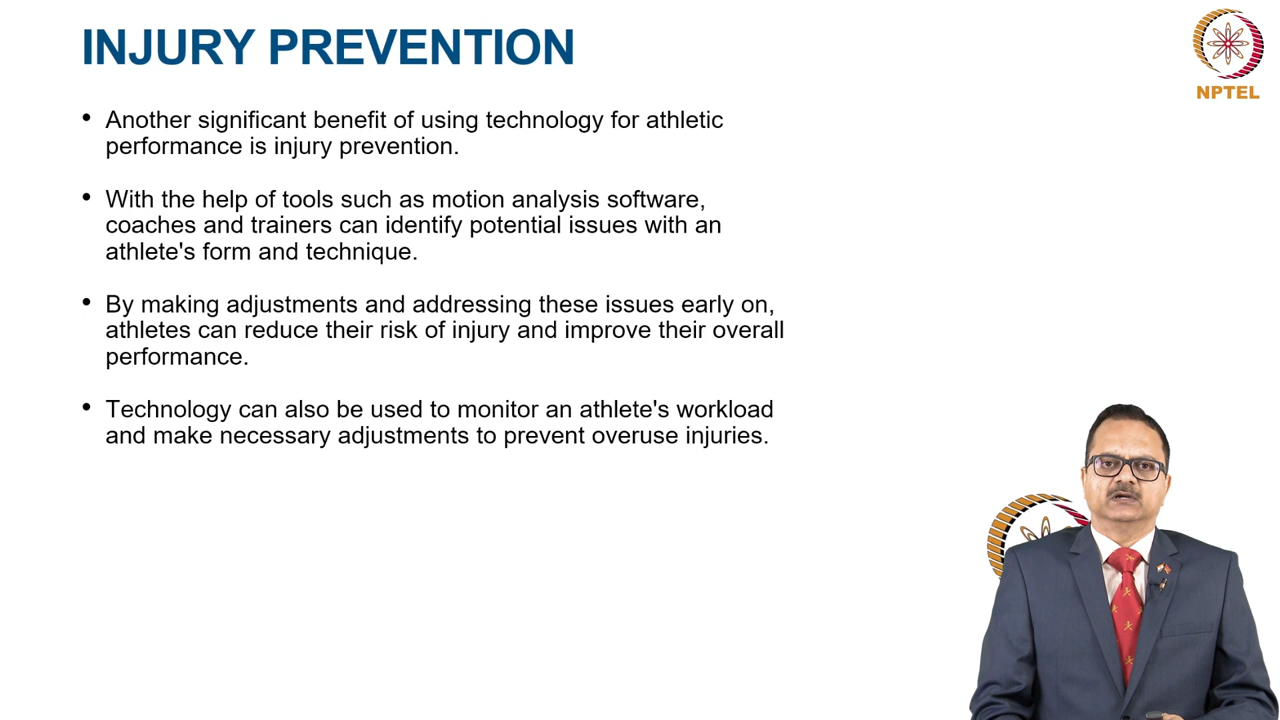 INJURY PREVENTION
NPTEL
• Another significant benefit of using technology for athletic
performance is injury prevention.
• With the help of tools such as motion analysis software,
coaches and trainers can identify potential issues with an
athlete's form and technique.
• By making adjustments and addressing these issues early on,
athletes can reduce their risk of injury and improve their overall
performance.
• Technology can also be used to monitor an athlete's workload
and make necessary adjustments to prevent overuse injuries.